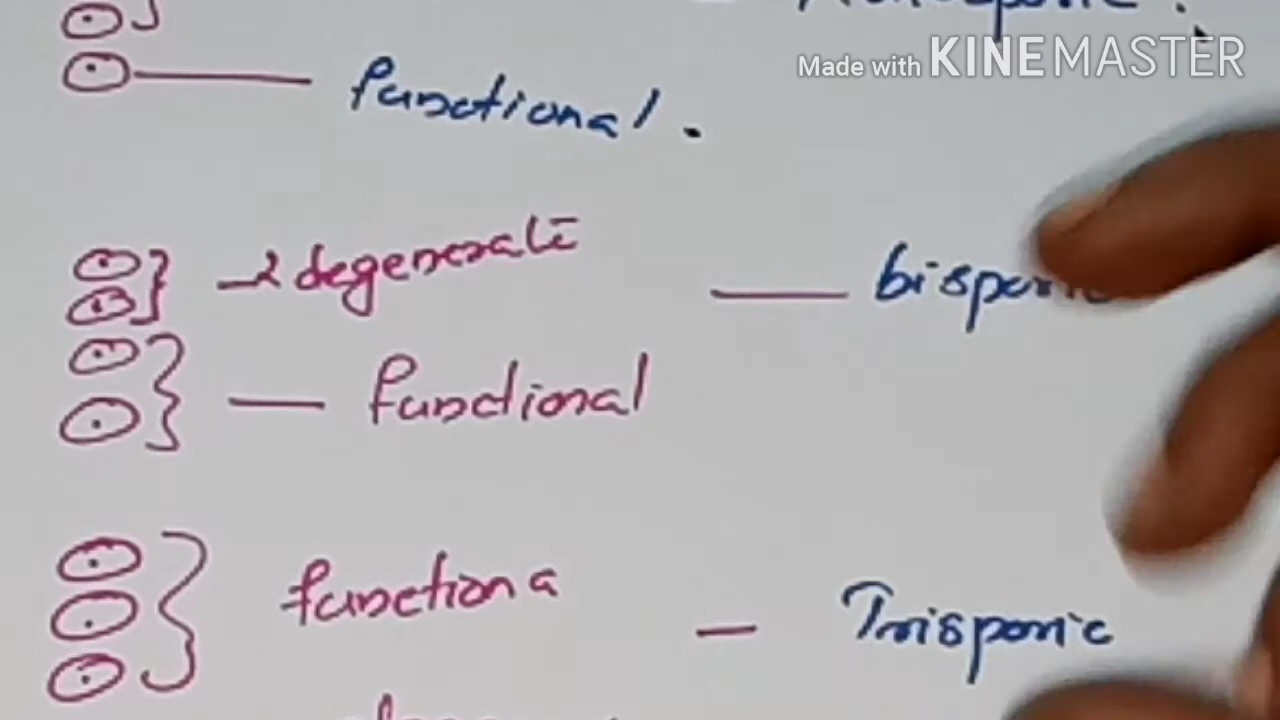 Made with KINEMASTER
functional.
2 degenerate — bisporic
functional
functiona — Trisporic